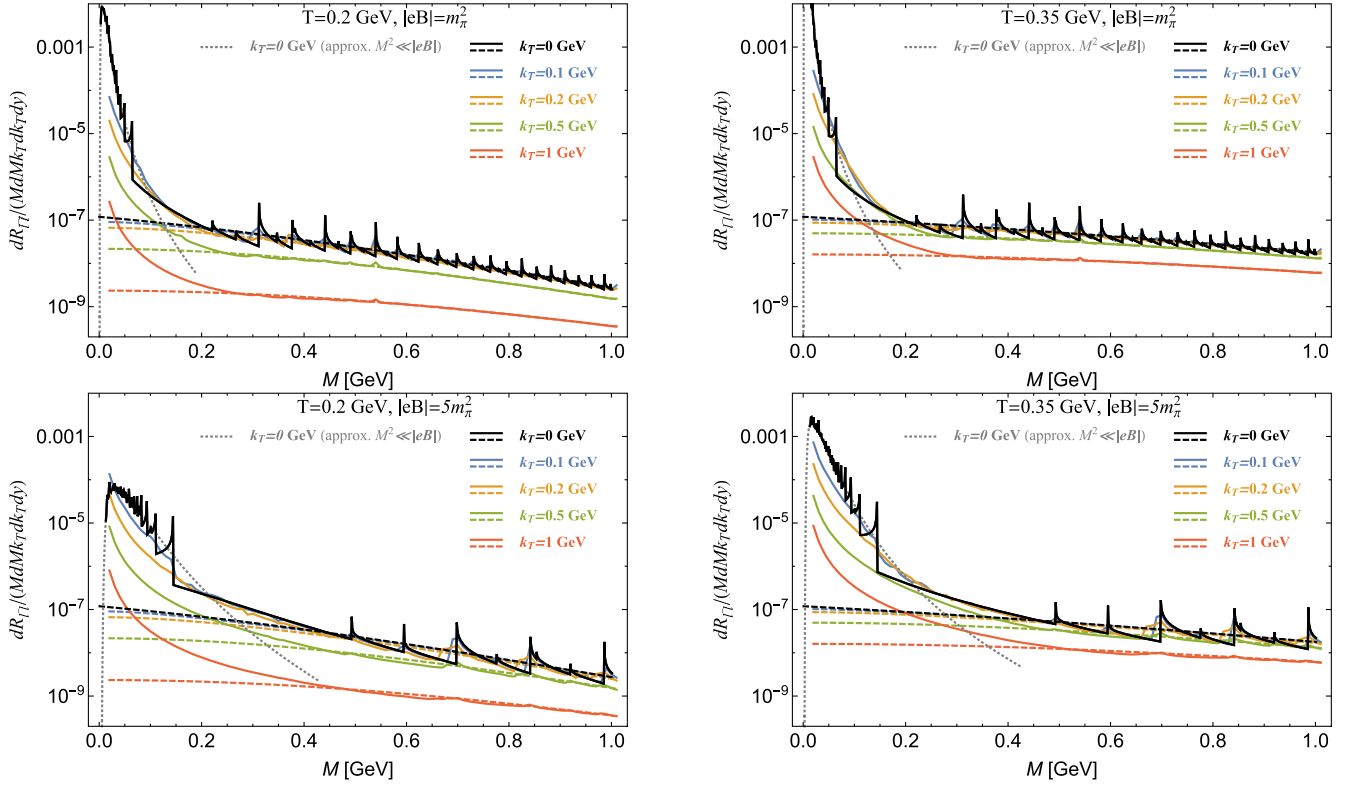 T=0.2 GeV, |eB|=m_π^2
k_T=0 GeV (approx. M^2≪|eB|)
k_T=0 GeV
k_T=0.1 GeV
k_T=0.2 GeV
k_T=0.5 GeV
k_T=1 GeV
0.001
10^-5
10^-7
10^-9
dR_{l̅l}/(MdMk_Tdk_Tdy)
0.0 0.2 0.4 0.6 0.8 1.0
M [GeV]
T=0.35 GeV, |eB|=m_π^2
k_T=0 GeV (approx. M^2≪|eB|)
k_T=0 GeV
k_T=0.1 GeV
k_T=0.2 GeV
k_T=0.5 GeV
k_T=1 GeV
0.001
10^-5
10^-7
10^-9
dR_{l̅l}/(MdMk_Tdk_Tdy)
0.0 0.2 0.4 0.6 0.8 1.0
M [GeV]
T=0.2 GeV, |eB|=5m_π^2
k_T=0 GeV (approx. M^2≪|eB|)
k_T=0 GeV
k_T=0.1 GeV
k_T=0.2 GeV
k_T=0.5 GeV
k_T=1 GeV
0.001
10^-5
10^-7
10^-9
dR_{l̅l}/(MdMk_Tdk_Tdy)
0.0 0.2 0.4 0.6 0.8 1.0
M [GeV]
T=0.35 GeV, |eB|=5m_π^2
k_T=0 GeV (approx. M^2≪|eB|)
k_T=0 GeV
k_T=0.1 GeV
k_T=0.2 GeV
k_T=0.5 GeV
k_T=1 GeV
0.001
10^-5
10^-7
10^-9
dR_{l̅l}/(MdMk_Tdk_Tdy)
0.0 0.2 0.4 0.6 0.8 1.0
M [GeV]